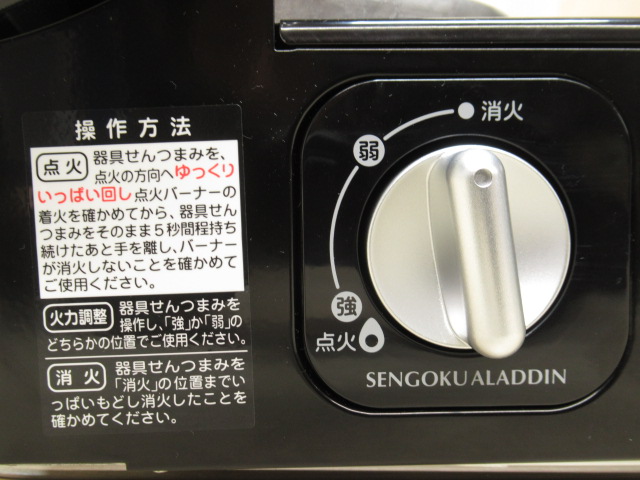 操作方法
点火 器具せんつまみを、
点火の方向へゆっくり
いっぱい回し点火バーナーの
着火を確かめてから、器具せん
つまみをそのまま5秒間程持ち
続けたあと手を離し、バーナー
が消火しないことを確かめて
ご使用ください。
火力調整 器具せんつまみを
操作し、「強」か「弱」の
どちらかの位置でご使用ください。
消火 器具せんつまみを
「消火」の位置までい
っぱいもどし消火したことを
確かめてください。
消火
弱
強
点火
SENGOKU ALADDIN